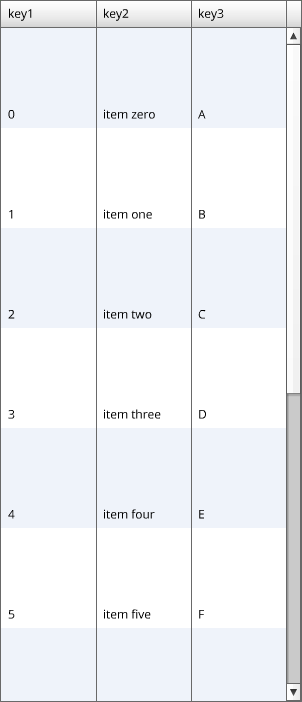 key1 key2 key3
0 item zero A
1 item one B
2 item two C
3 item three D
4 item four E
5 item five F